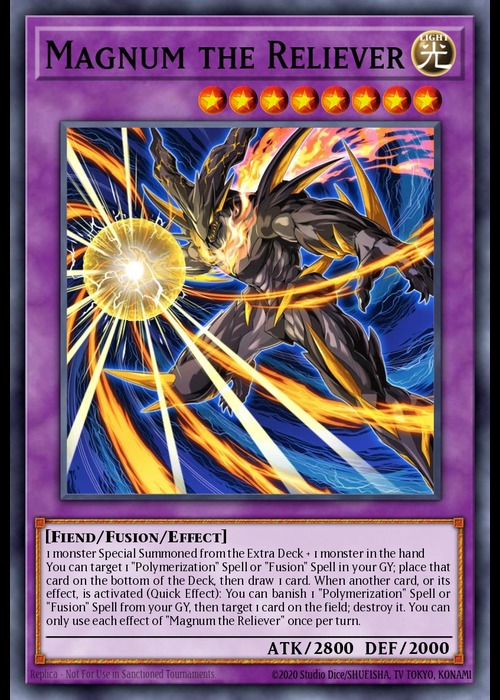 MAGNUM THE RELIEVER
LIGHT
光
[FIEND/FUSION/EFFECT]
1 monster Special Summoned from the Extra Deck + 1 monster in the hand
You can target 1 "Polymerization" Spell or "Fusion" Spell in your GY; place that
card on the bottom of the Deck, then draw 1 card. When another card, or its
effect, is activated (Quick Effect): You can banish 1 "Polymerization" Spell or
"Fusion" Spell from your GY, then target 1 card on the field; destroy it. You can
only use each effect of "Magnum the Reliever" once per turn.
ATK/2800 DEF/2000
Replica - Not For Use in Sanctioned Tournaments
©2020 Studio Dice/SHUEISHA, TV TOKYO, KONAMI